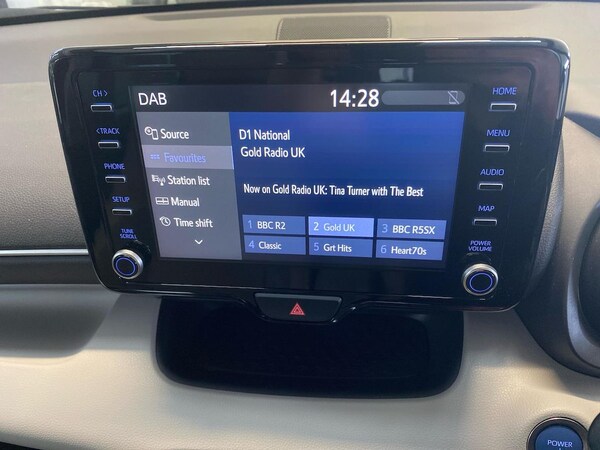 DAB
14:28
CH >
< TRACK
PHONE
SETUP
TUNE
SCROLL
Source
Favourites
Station list
Manual
Time shift
D1 National
Gold Radio UK
Now on Gold Radio UK: Tina Turner with The Best
1 BBC R2
2 Gold UK
3 BBC R5SX
4 Classic
5 Grt Hits
6 Heart70s
HOME
MENU
AUDIO
MAP
POWER
VOLUME
POWER